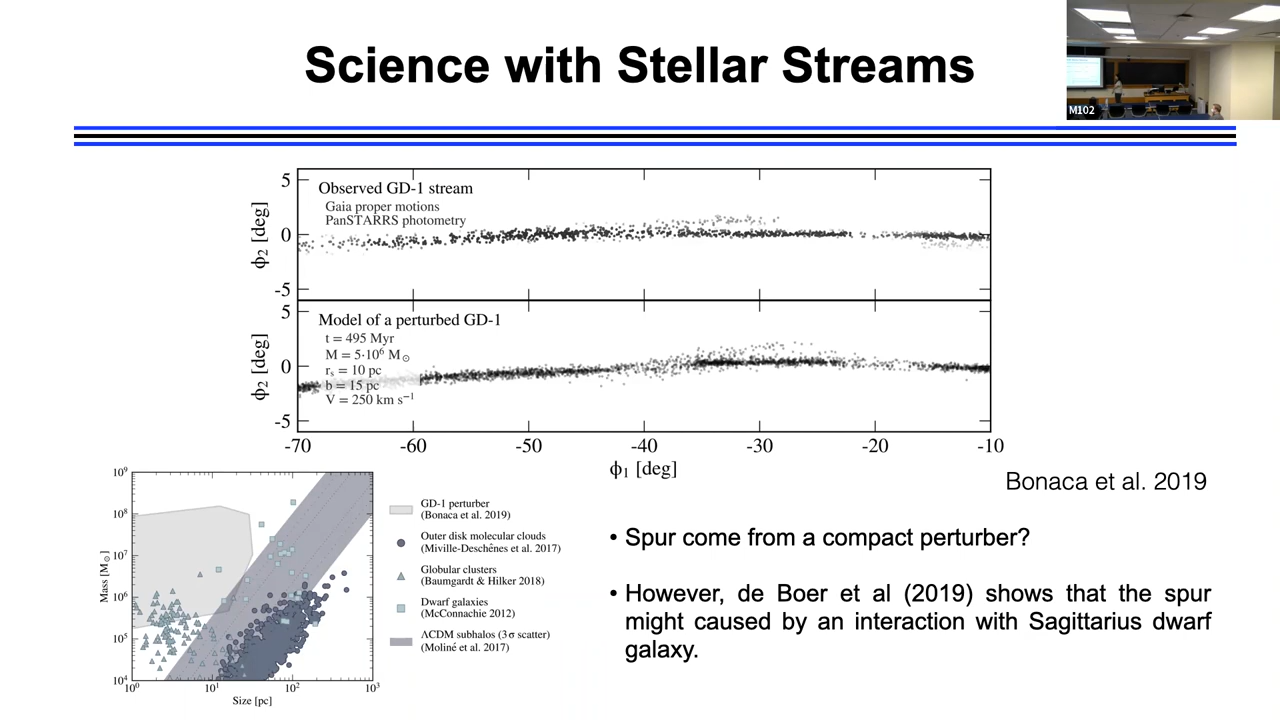 Science with Stellar Streams
M102
5
0
-5
ϕ₂ [deg]
Observed GD-1 stream
Gaia proper motions
PanSTARRS photometry
5
0
-5
ϕ₂ [deg]
Model of a perturbed GD-1
t = 495 Myr
M = 5·10⁶ M⊙
rₛ = 10 pc
b = 15 pc
V = 250 km s⁻¹
-70 -60 -50 -40 -30 -20 -10
ϕ₁ [deg]
Bonaca et al. 2019
10⁹
10⁸
10⁷
10⁶
10⁵
10⁴
Mass [M⊙]
10⁰ 10¹ 10² 10³
Size [pc]
GD-1 perturber
(Bonaca et al. 2019)
Outer disk molecular clouds
(Miville-Deschênes et al. 2017)
Globular clusters
(Baumgardt & Hilker 2018)
Dwarf galaxies
(McConnachie 2012)
ΛCDM subhalos (3σ scatter)
(Moliné et al. 2017)
• Spur come from a compact perturber?
• However, de Boer et al (2019) shows that the spur
might caused by an interaction with Sagittarius dwarf
galaxy.